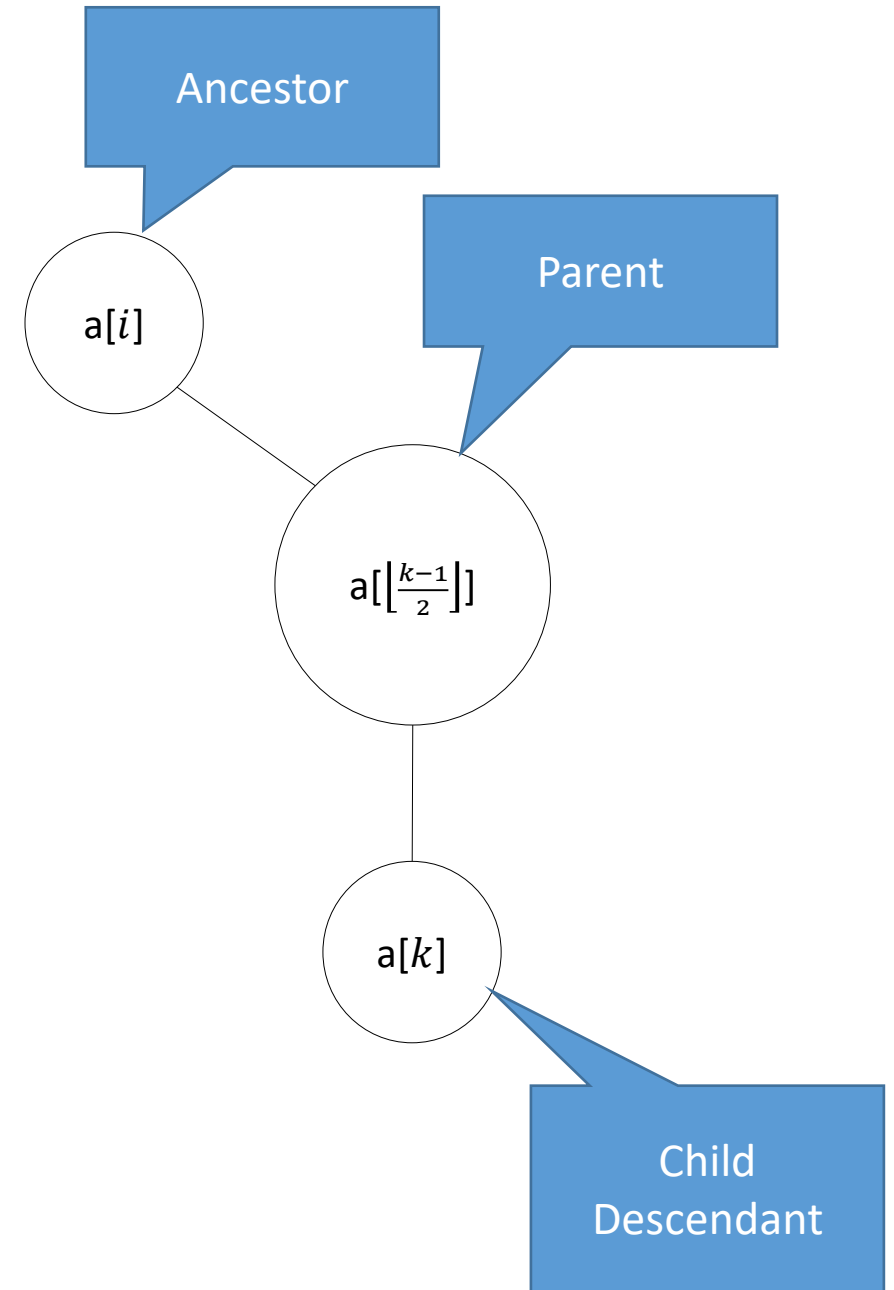 Ancestor
Parent
a[𝑖]
a[⌊(𝑘−1)/2⌋]
a[𝑘]
Child
Descendant